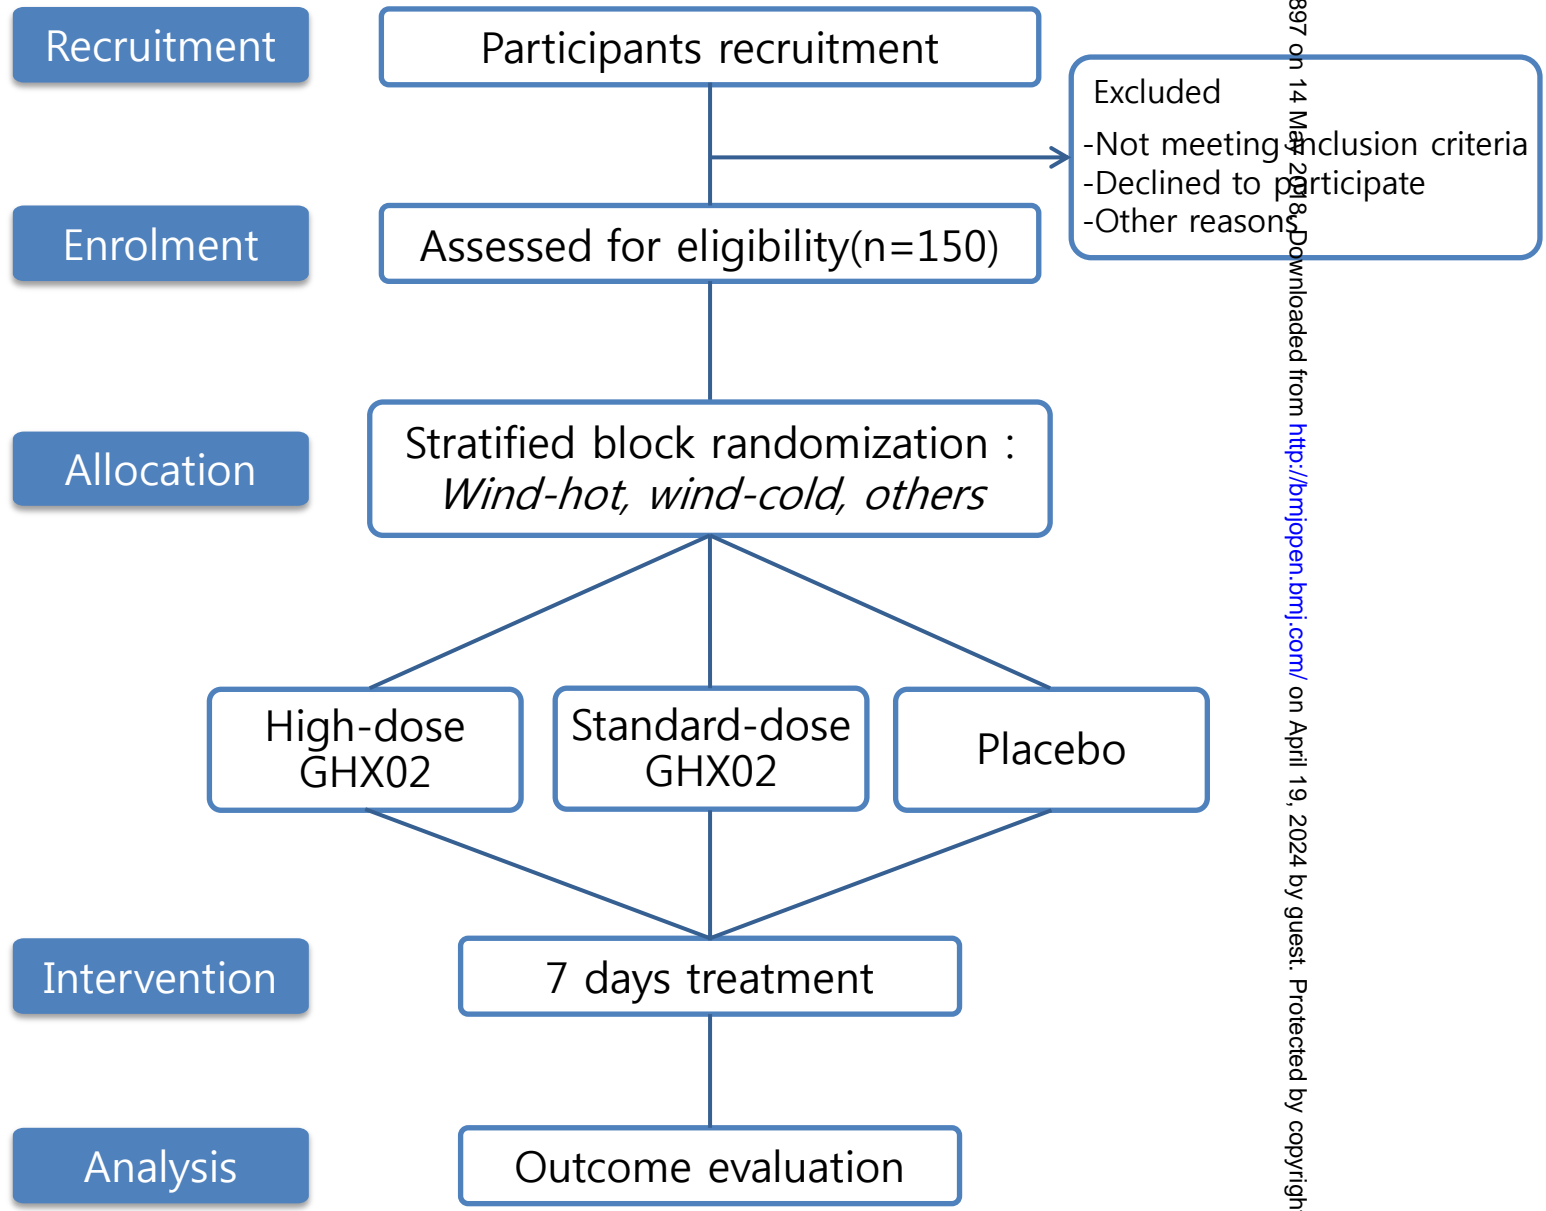 Recruitment
Participants recruitment
Excluded
-Not meeting inclusion criteria
-Declined to participate
-Other reasons
Enrolment
Assessed for eligibility(n=150)
Allocation
Stratified block randomization :
Wind-hot, wind-cold, others
High-dose
GHX02
Standard-dose
GHX02
Placebo
Intervention
7 days treatment
Analysis
Outcome evaluation
897 on 14 May 2018. Downloaded from http://bmjopen.bmj.com/ on April 19, 2024 by guest. Protected by copyright